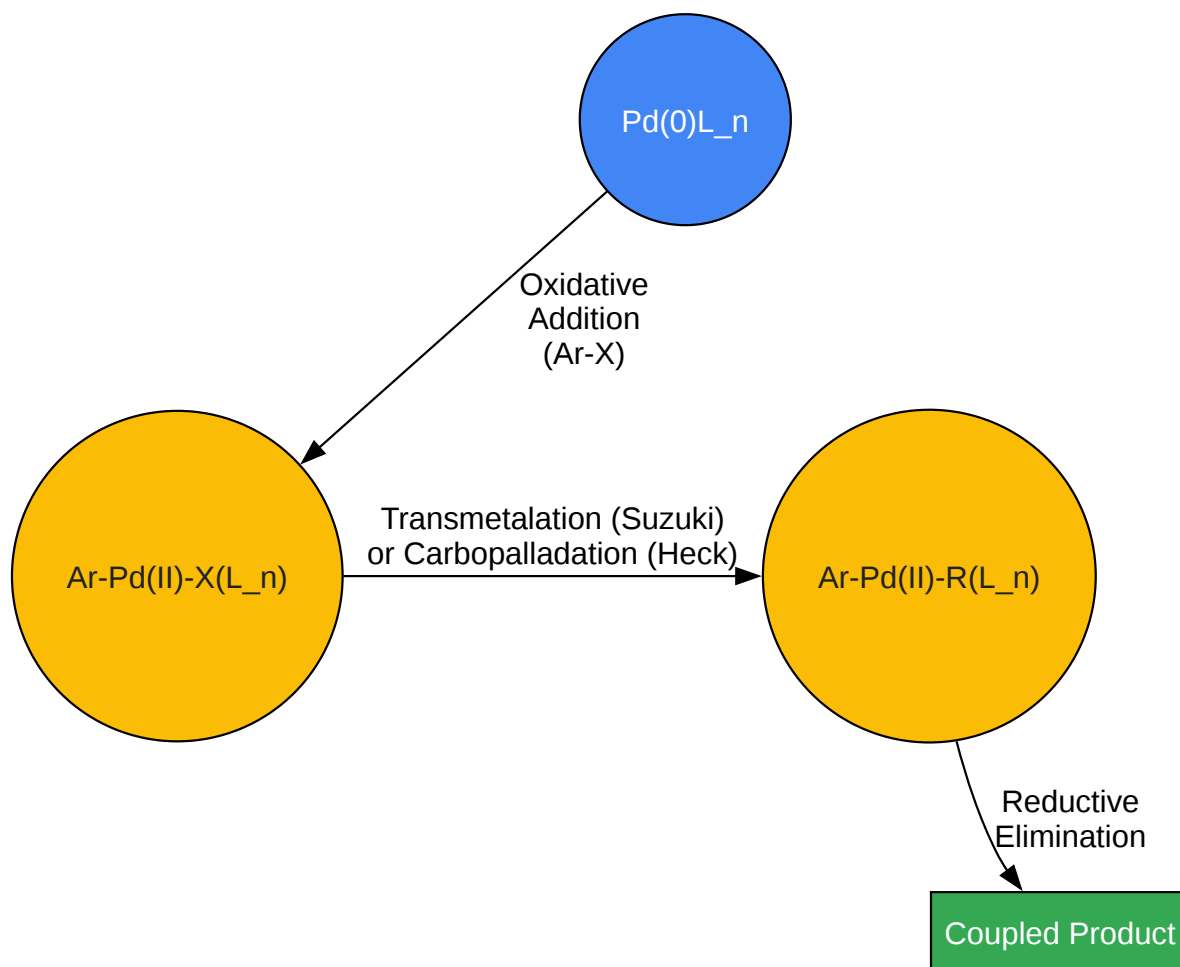 Pd(0)L_n
Oxidative
Addition
(Ar-X)
Transmetalation (Suzuki)
or Carbopalladation (Heck)
Ar-Pd(II)-X(L_n)
Ar-Pd(II)-R(L_n)
Reductive
Elimination
Coupled Product